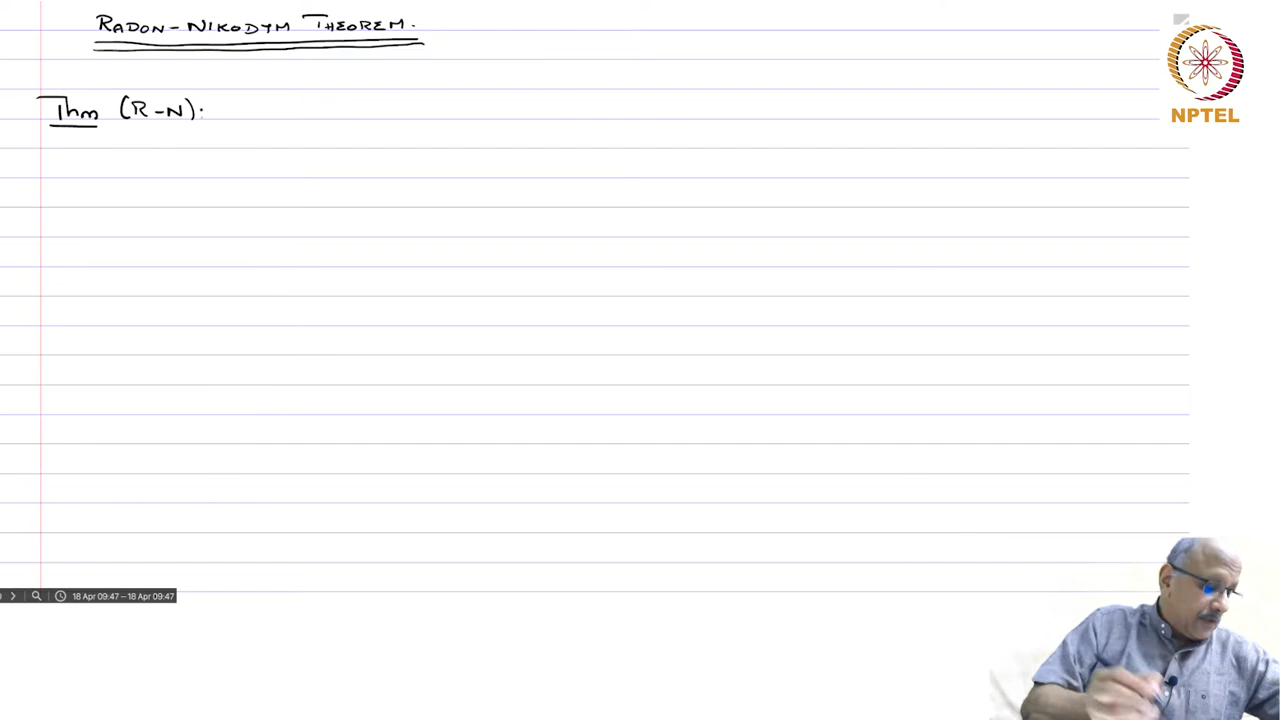 RADON-NIKODYM THEOREM.
NPTEL
Thm (R-N):
18 Apr 09:47 – 18 Apr 09:47